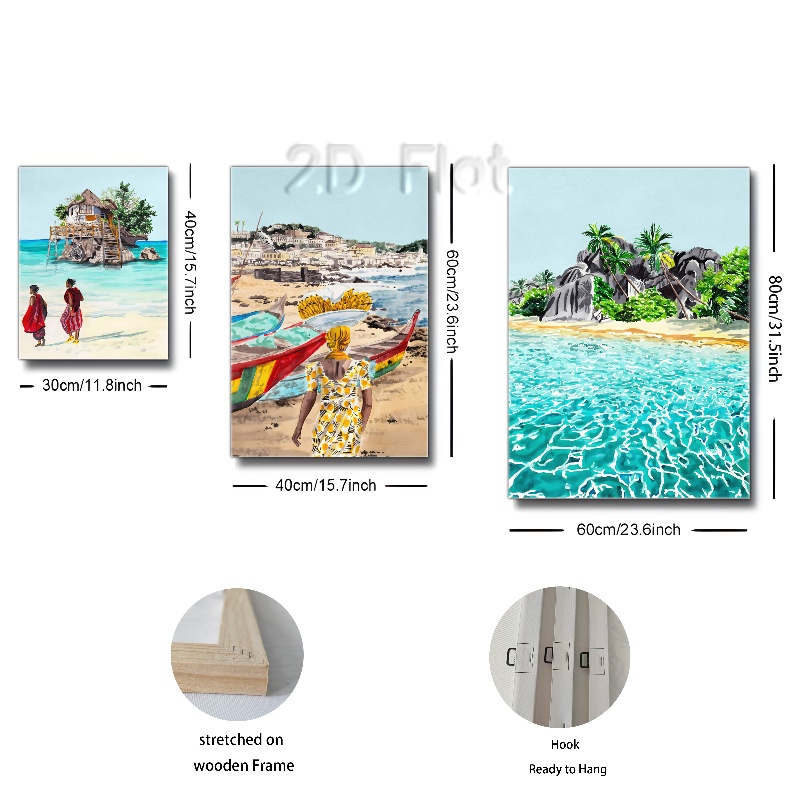 2D Flat
40cm/15.7inch
30cm/11.8inch
60cm/23.6inch
40cm/15.7inch
80cm/31.5inch
60cm/23.6inch
stretched on
wooden Frame
Hook
Ready to Hang